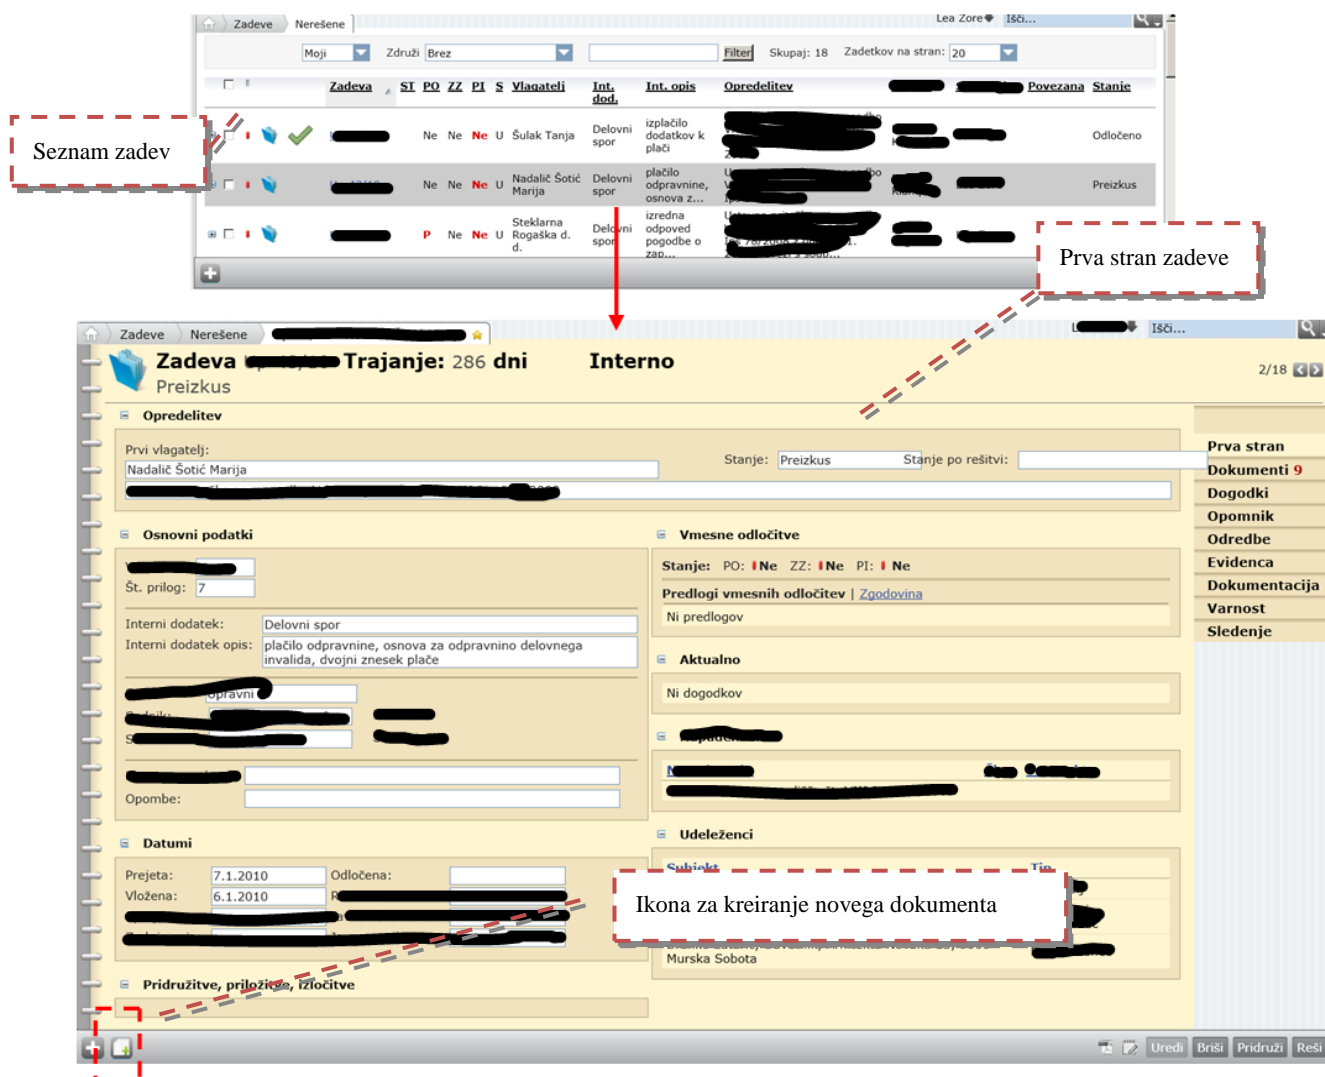 Zadeve Nerešene Lea Zore Išči...
Moji Združi Brez Filter Skupaj: 18 Zadetkov na stran: 20
Zadeva ST PO ZZ PI S Vlagatelj Int. dod. Int. opis Opredelitev Povezana Stanje
Seznam zadev
Ne Ne Ne U Šulak Tanja Delovni spor izplačilo dodatkov k plači Odločeno
Ne Ne Ne U Nadalič Šotić Marija Delovni spor plačilo odpravnine, osnova z... Preizkus
P Ne Ne U Steklarna Rogaška d. d. Delovni spor izredna odpoved pogodbe o zap...
Prva stran zadeve
Zadeve Nerešene Išči...
Zadeva Trajanje: 286 dni Interno
Preizkus
2/18
Opredelitev
Prvi vlagatelj:
Nadalič Šotić Marija
Stanje: Preizkus Stanje po rešitvi:
Prva stran
Dokumenti 9
Dogodki
Opomnik
Odredbe
Evidenca
Dokumentacija
Varnost
Sledenje
Osnovni podatki
Št. prilog: 7
Interni dodatek: Delovni spor
Interni dodatek opis: plačilo odpravnine, osnova za odpravnino delovnega
invalida, dvojni znesek plače
Upravni
Opombe:
Vmesne odločitve
Stanje: PO: Ne ZZ: Ne PI: Ne
Predlogi vmesnih odločitev | Zgodovina
Ni predlogov
Aktualno
Ni dogodkov
Udeleženci
Subjekt Tip
Murska Sobota
Datumi
Prejeta: 7.1.2010 Odločena:
Vložena: 6.1.2010
Ikona za kreiranje novega dokumenta
Pridružitve, priložitve, izločitve
Uredi Briši Pridruži Reši